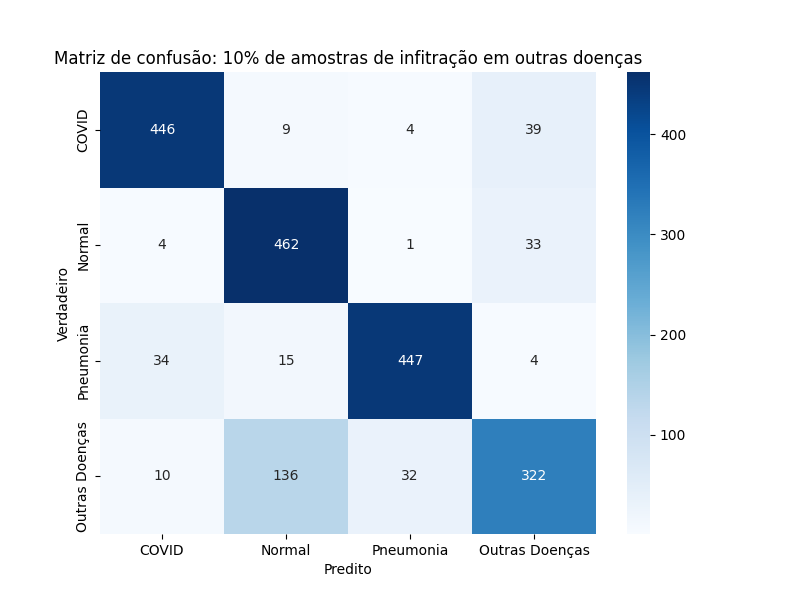 Matriz de confusão: 10% de amostras de infitração em outras doenças
COVID
446 9 4 39
Normal
4 462 1 33
Pneumonia
34 15 447 4
Outras Doenças
10 136 32 322
Verdadeiro
COVID Normal Pneumonia Outras Doenças
Predito
400
300
200
100